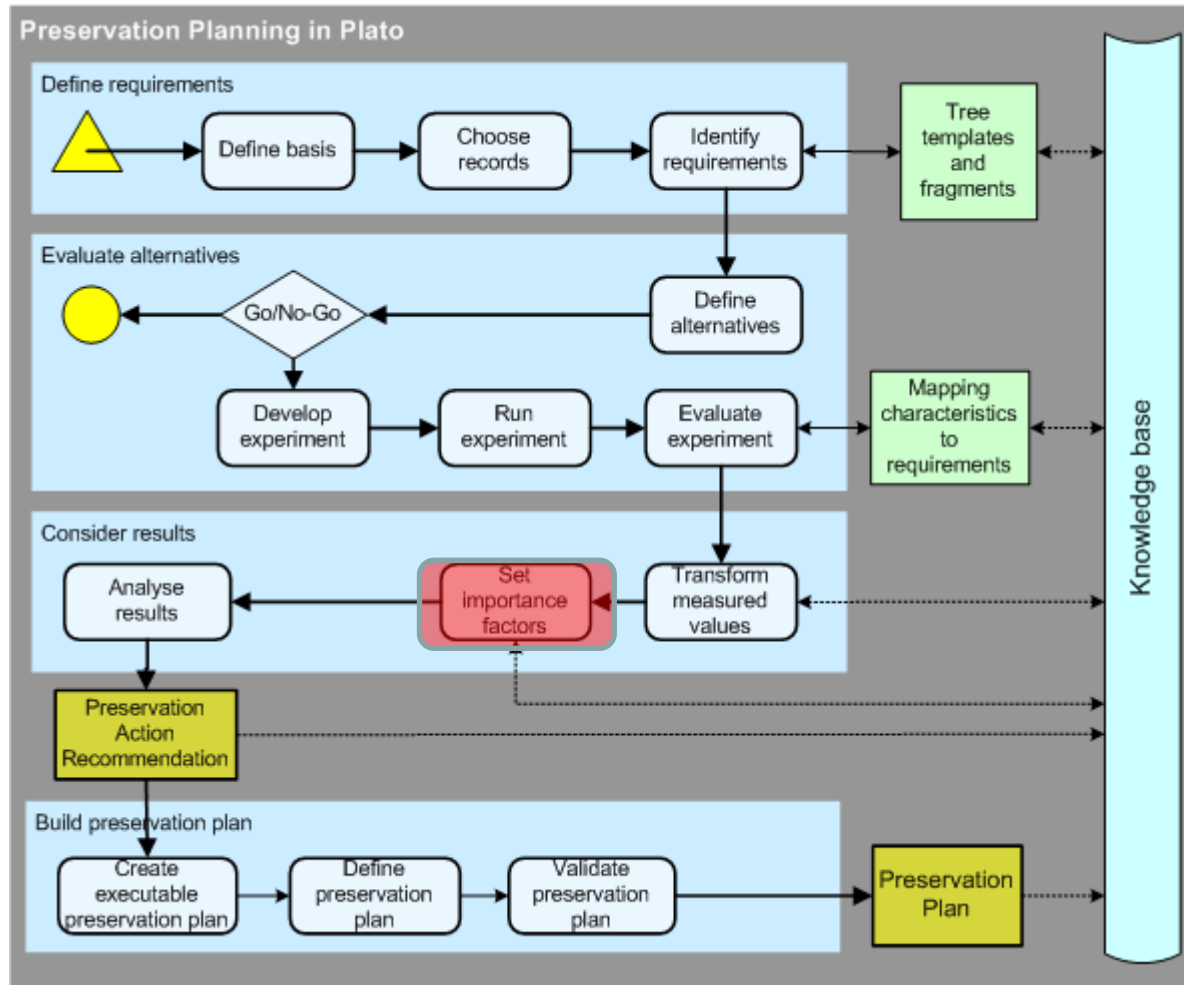 Preservation Planning in Plato
Define requirements
Define basis
Choose
records
Identify
requirements
Tree
templates
and
fragments
Evaluate alternatives
Go/No-Go
Define
alternatives
Develop
experiment
Run
experiment
Evaluate
experiment
Mapping
characteristics
to
requirements
Knowledge base
Consider results
Analyse
results
Set
importance
factors
Transform
measured
values
Preservation
Action
Recommendation
Build preservation plan
Create
executable
preservation plan
Define
preservation
plan
Validate
preservation
plan
Preservation
Plan